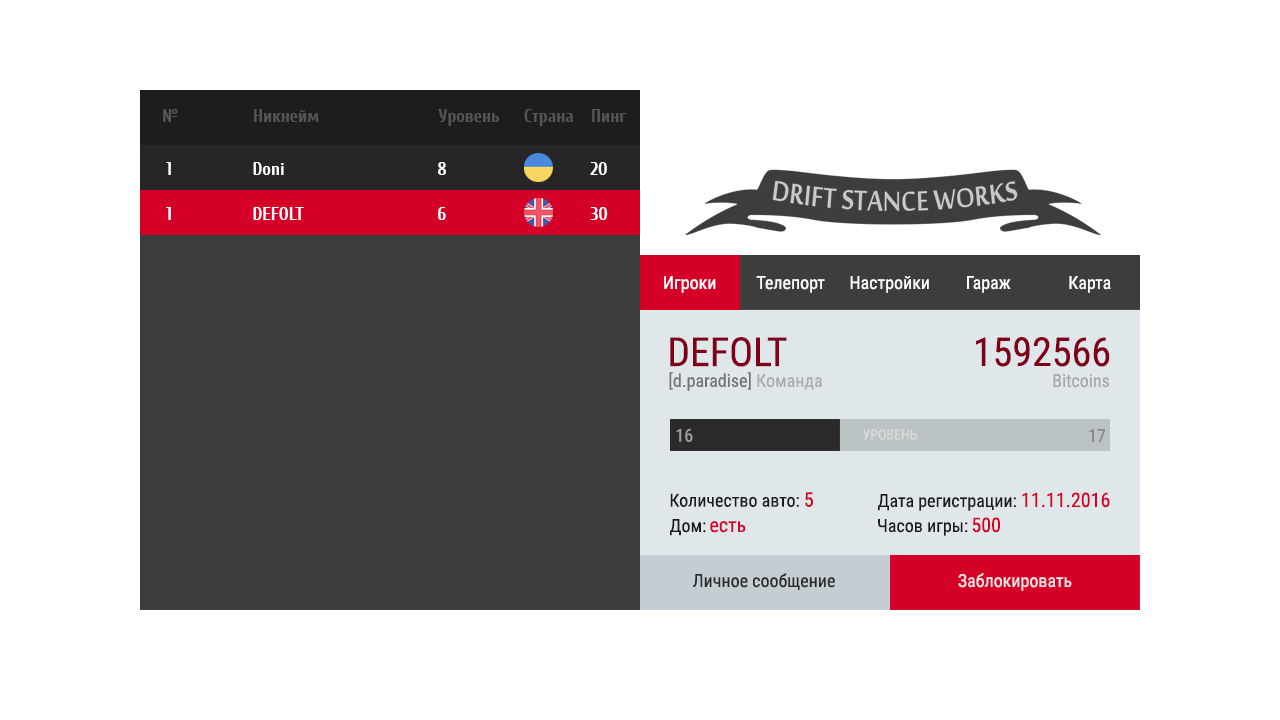 № Никнейм Уровень Страна Пинг
1 Doni 8 20
1 DEFOLT 6 30
DRIFT STANCE WORKS
Игроки Телепорт Настройки Гараж Карта
DEFOLT 1592566
[d.paradise] Команда Bitcoins
16 УРОВЕНЬ 17
Количество авто: 5 Дата регистрации: 11.11.2016
Дом: есть Часов игры: 500
Личное сообщение Заблокировать